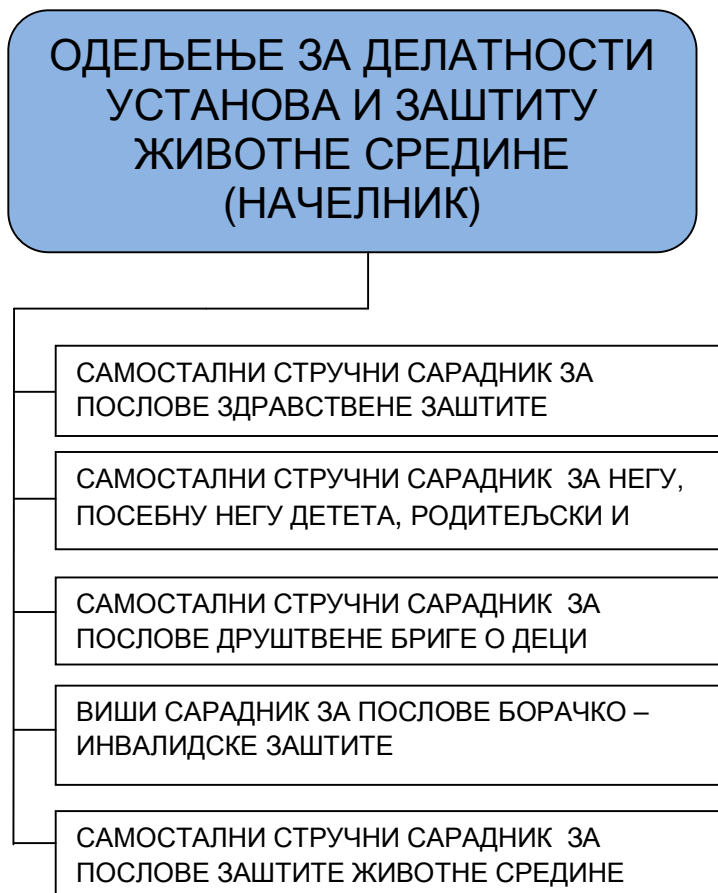 ОДЕЉЕЊЕ ЗА ДЕЛАТНОСТИ
УСТАНОВА И ЗАШТИТУ
ЖИВОТНЕ СРЕДИНЕ
(НАЧЕЛНИК)
САМОСТАЛНИ СТРУЧНИ САРАДНИК ЗА
ПОСЛОВЕ ЗДРАВСТВЕНЕ ЗАШТИТЕ
САМОСТАЛНИ СТРУЧНИ САРАДНИК ЗА НЕГУ,
ПОСЕБНУ НЕГУ ДЕТЕТА, РОДИТЕЉСКИ И
САМОСТАЛНИ СТРУЧНИ САРАДНИК ЗА
ПОСЛОВЕ ДРУШТВЕНЕ БРИГЕ О ДЕЦИ
ВИШИ САРАДНИК ЗА ПОСЛОВЕ БОРАЧКО –
ИНВАЛИДСКЕ ЗАШТИТЕ
САМОСТАЛНИ СТРУЧНИ САРАДНИК ЗА
ПОСЛОВЕ ЗАШТИТЕ ЖИВОТНЕ СРЕДИНЕ